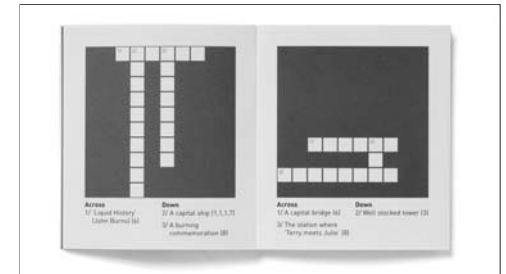 Across
1/ 'Liquid History'
(John Burns) (6)
Down
2/ A capital ship (1,1,1,7)
3/ A burning
commemoration (8)
Across
1/ A capital bridge (6)
3/ The station where
'Terry meets Julie' (8)
Down
2/ Well stocked tower (3)